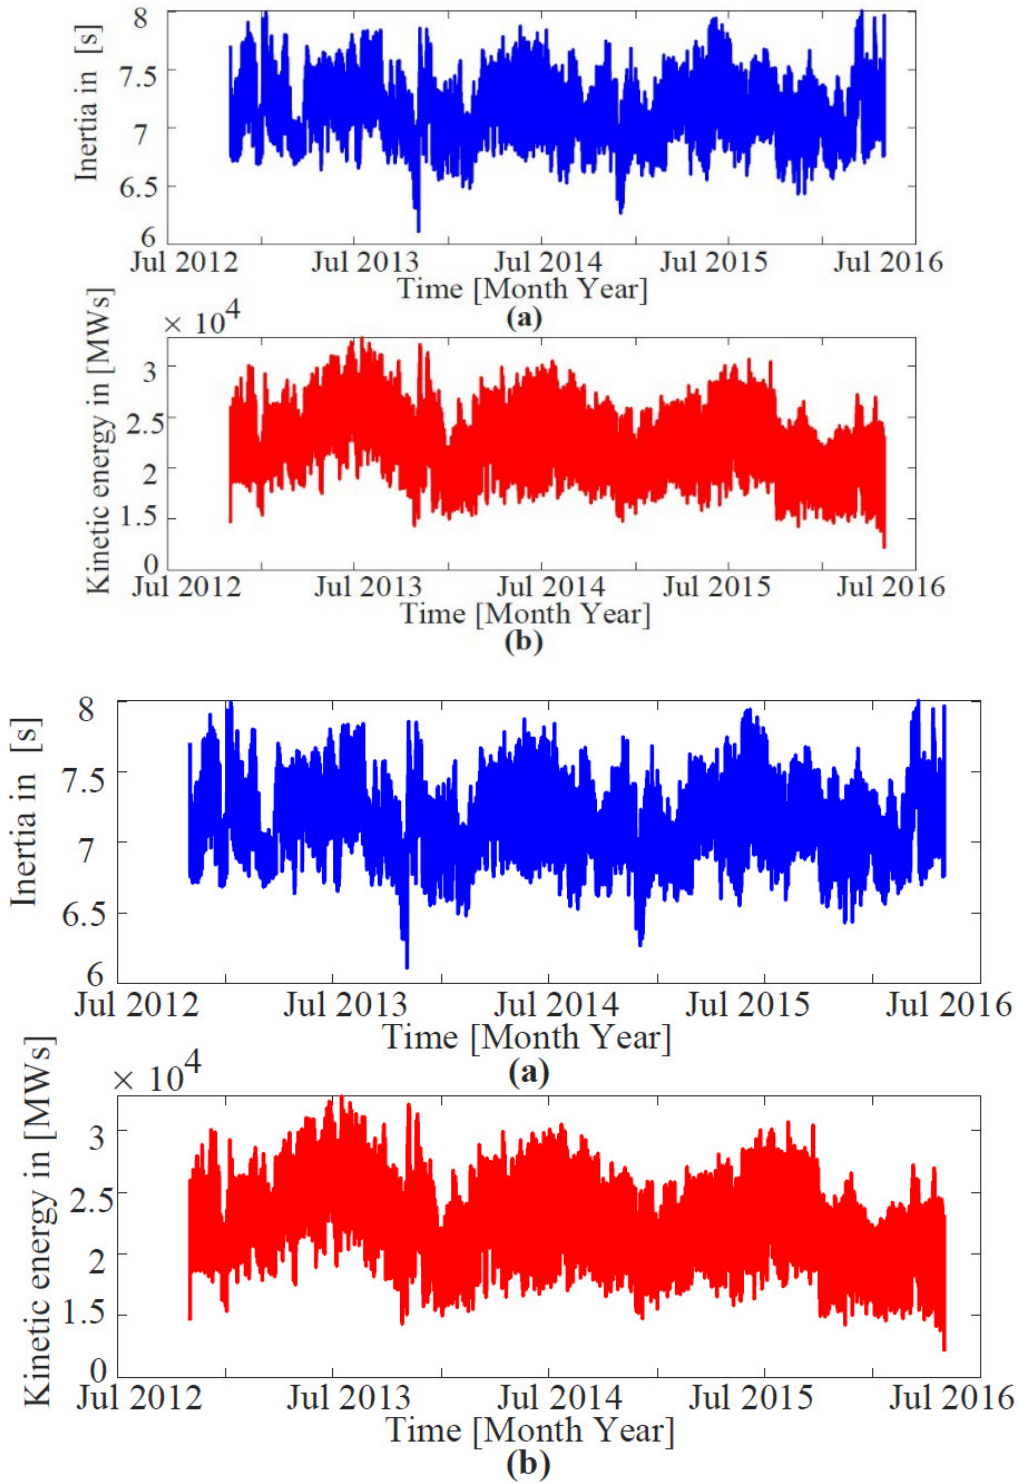 8
7.5
7
6.5
6
Inertia in [s]
Jul 2012 Jul 2013 Jul 2014 Jul 2015 Jul 2016
Time [Month Year]
(a)
× 10⁴
3
2.5
2
1.5
0
Kinetic energy in [MWs]
Jul 2012 Jul 2013 Jul 2014 Jul 2015 Jul 2016
Time [Month Year]
(b)
8
7.5
7
6.5
6
Inertia in [s]
Jul 2012 Jul 2013 Jul 2014 Jul 2015 Jul 2016
Time [Month Year]
(a)
× 10⁴
3
2.5
2
1.5
0
Kinetic energy in [MWs]
Jul 2012 Jul 2013 Jul 2014 Jul 2015 Jul 2016
Time [Month Year]
(b)